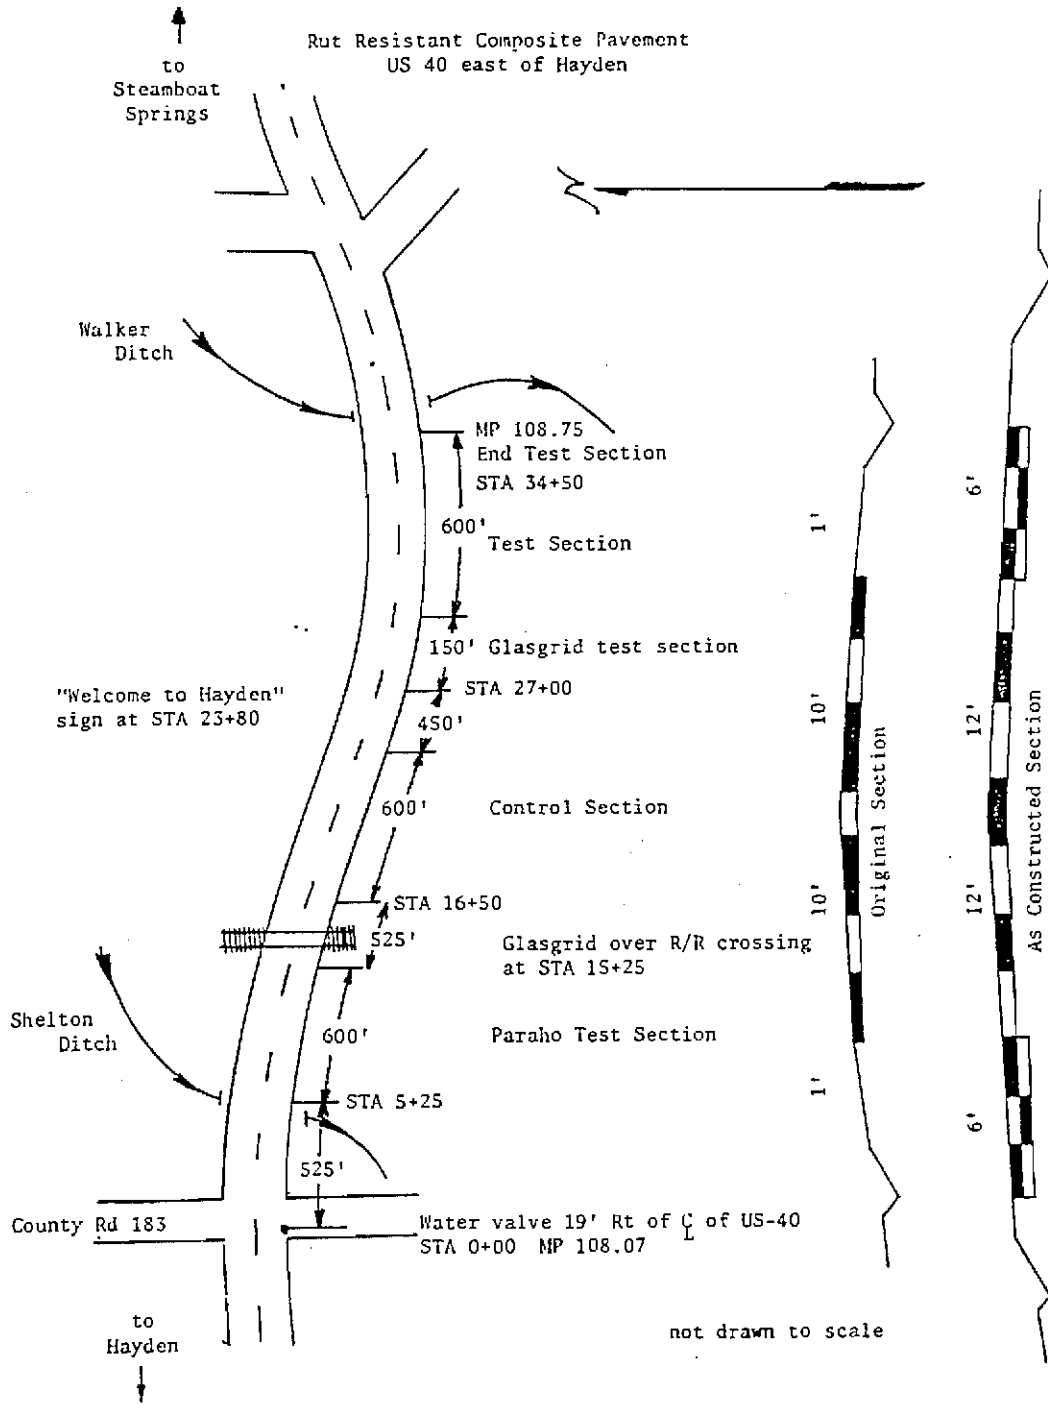 Rut Resistant Composite Pavement
US 40 east of Hayden
to
Steamboat
Springs
Walker
Ditch
MP 108.75
End Test Section
STA 34+50
600'
Test Section
150' Glasgrid test section
STA 27+00
"Welcome to Hayden"
sign at STA 23+80
450'
600'
Control Section
STA 16+50
525'
Glasgrid over R/R crossing
at STA 15+25
Shelton
Ditch
600'
Paraho Test Section
STA 5+25
525'
County Rd 183
Water valve 19' Rt of CL of US-40
STA 0+00 MP 108.07
to
Hayden
not drawn to scale
1'
10'
10'
1'
Original Section
6'
12'
12'
6'
As Constructed Section